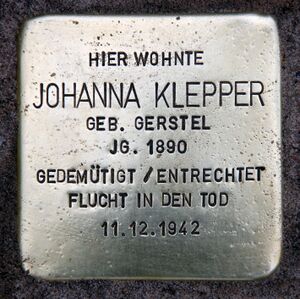 HIER WOHNTE
JOHANNA KLEPPER
GEB. GERSTEL
JG. 1890
GEDEMÜTIGT / ENTRECHTET
FLUCHT IN DEN TOD
11.12.1942